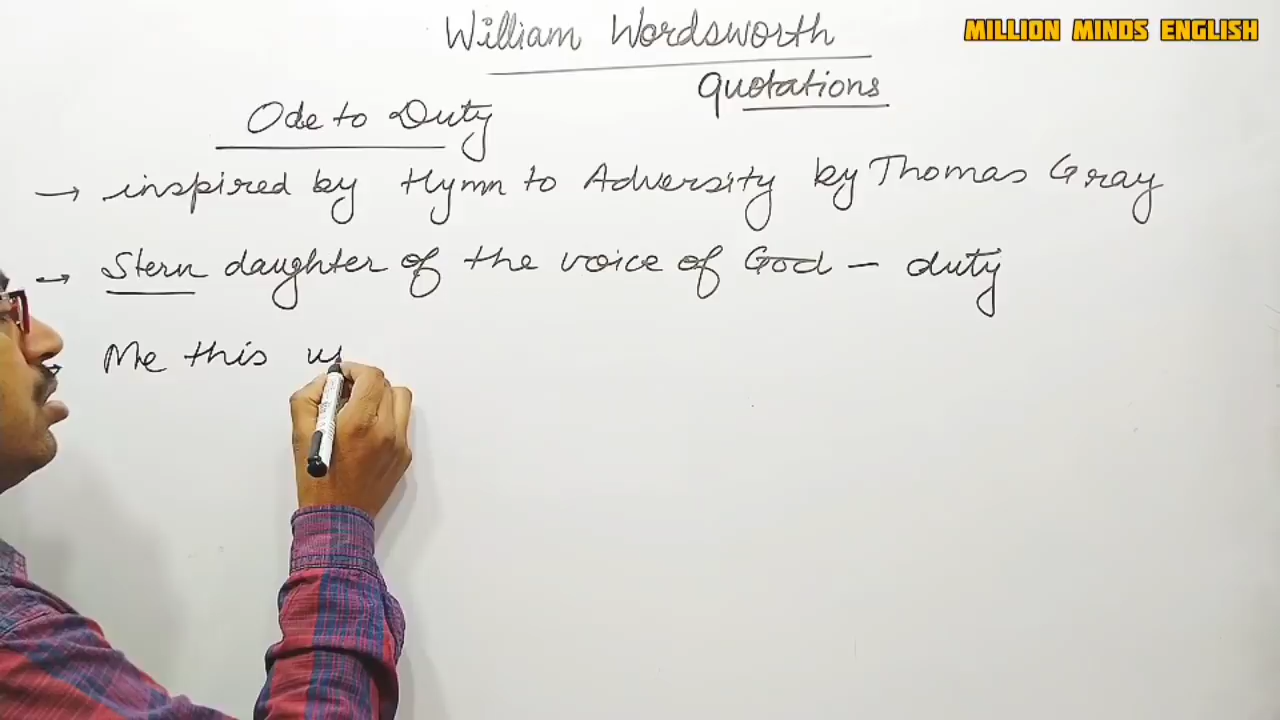 William Wordsworth
MILLION MINDS ENGLISH
Quotations
Ode to Duty
→ inspired by Hymn to Adversity by Thomas Gray
→ Stern daughter of the voice of God – duty
Me this